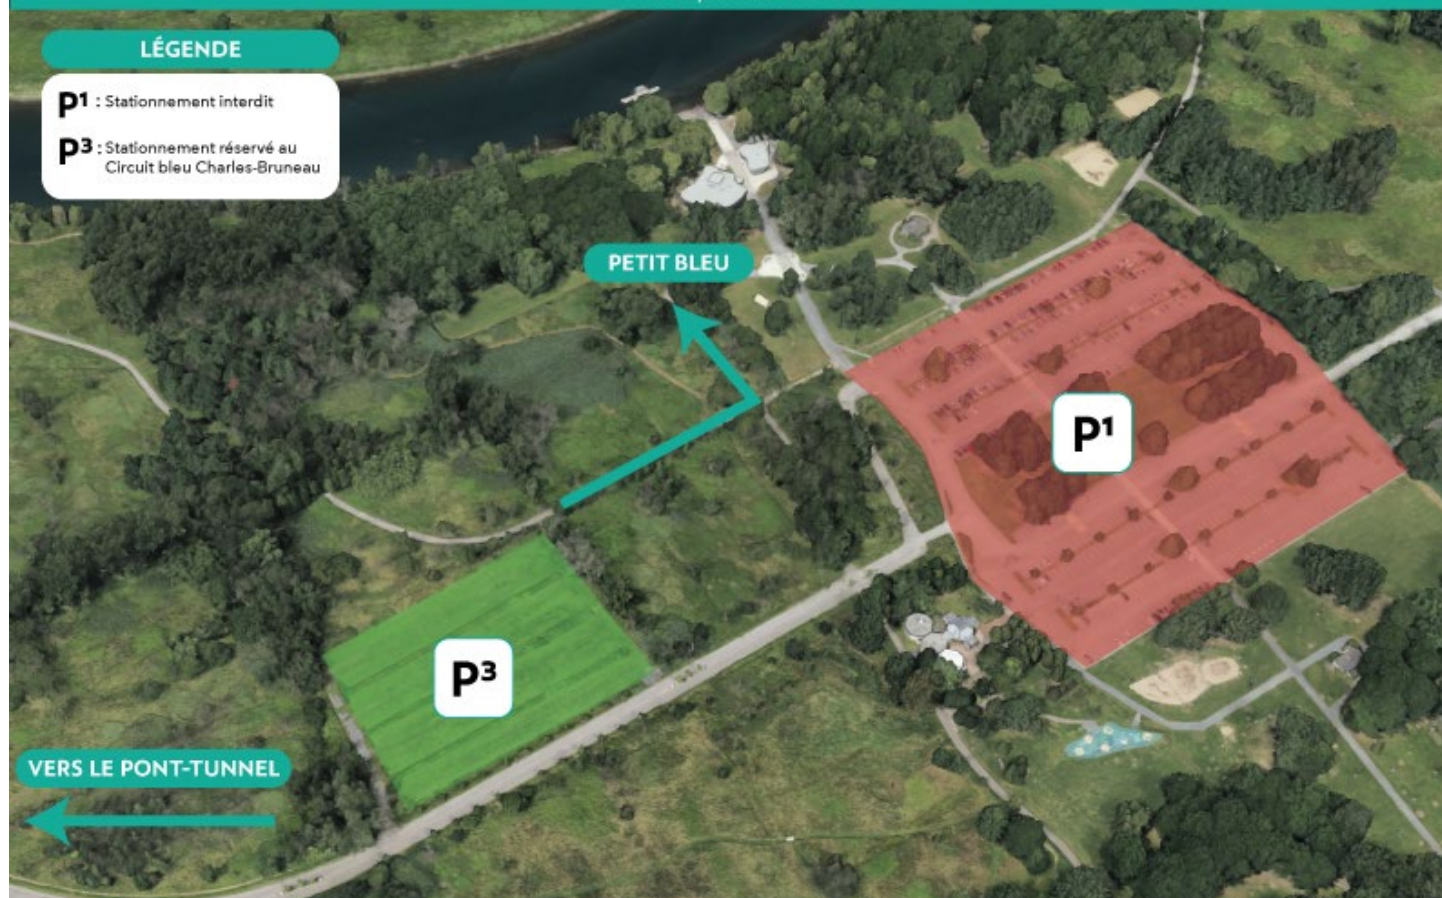 LÉGENDE
P¹ : Stationnement interdit
P³ : Stationnement réservé au
Circuit bleu Charles-Bruneau
PETIT BLEU
P¹
P³
VERS LE PONT-TUNNEL